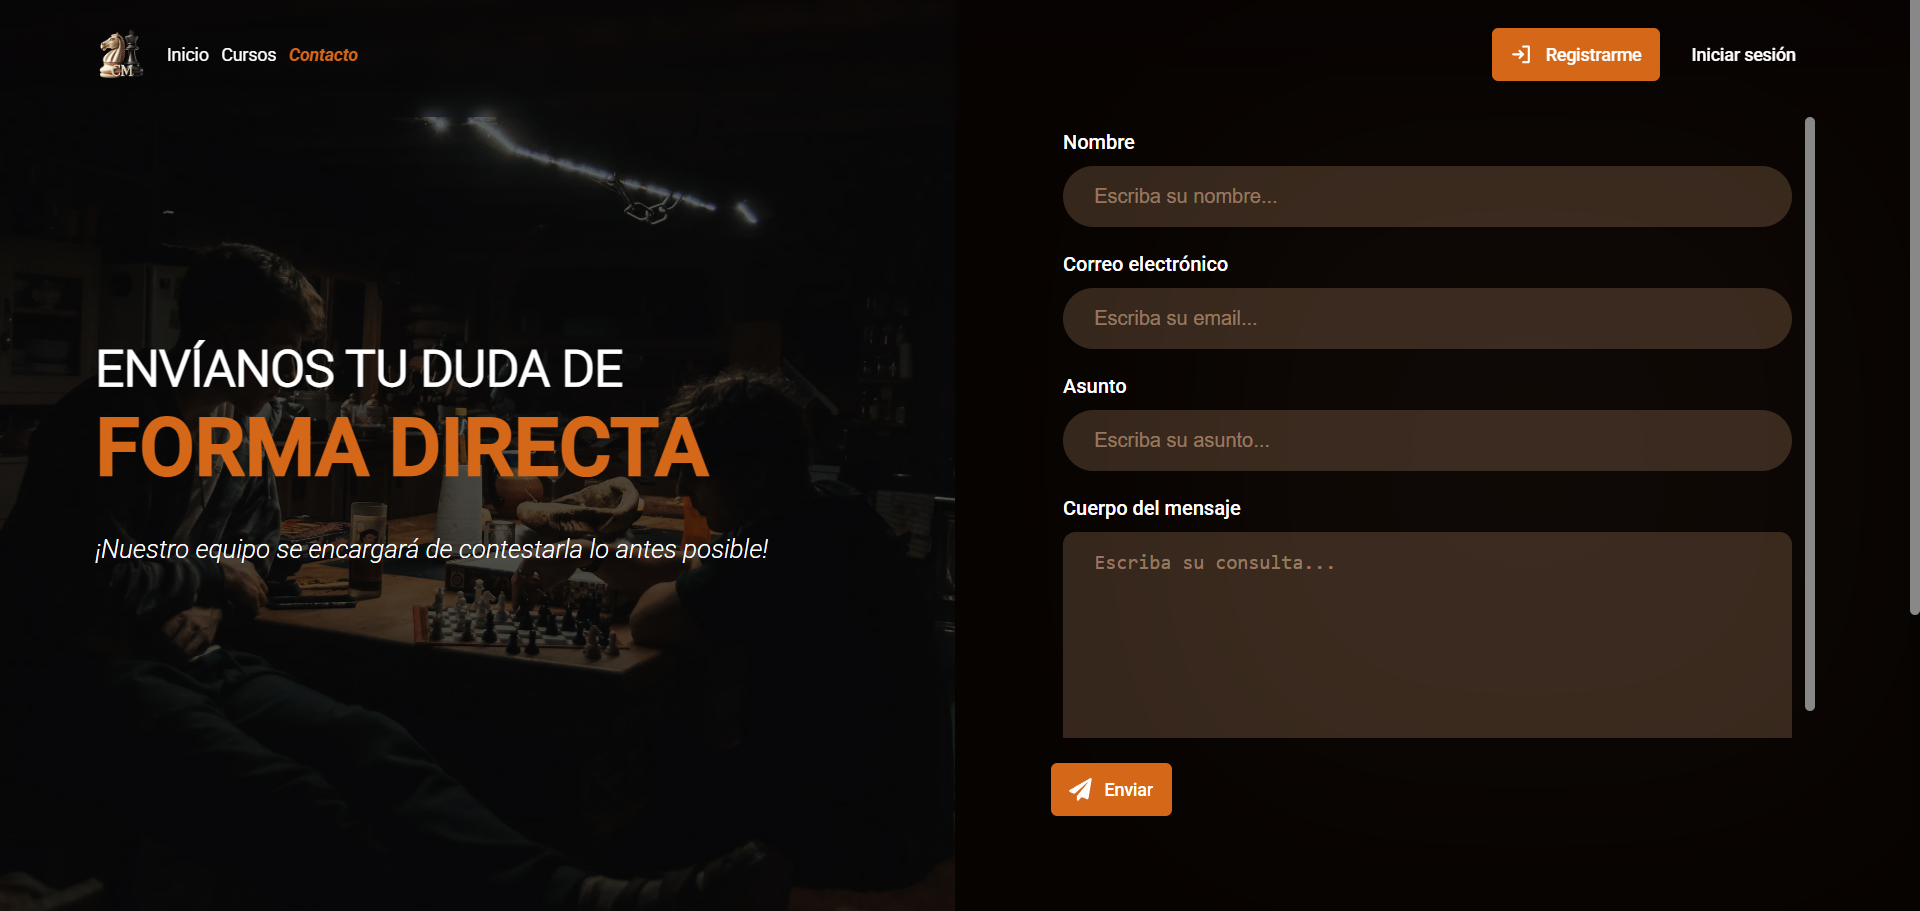 CM
Inicio Cursos Contacto
Registrarme
Iniciar sesión
ENVÍANOS TU DUDA DE
FORMA DIRECTA
¡Nuestro equipo se encargará de contestarla lo antes posible!
Nombre
Escriba su nombre...
Correo electrónico
Escriba su email...
Asunto
Escriba su asunto...
Cuerpo del mensaje
Escriba su consulta...
Enviar